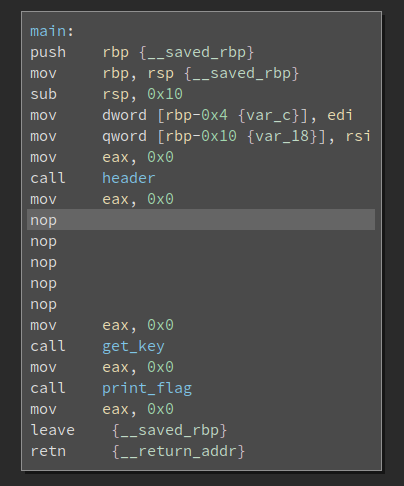 main:
push rbp {__saved_rbp}
mov rbp, rsp {__saved_rbp}
sub rsp, 0x10
mov dword [rbp-0x4 {var_c}], edi
mov qword [rbp-0x10 {var_18}], rsi
mov eax, 0x0
call header
mov eax, 0x0
nop
nop
nop
nop
nop
mov eax, 0x0
call get_key
mov eax, 0x0
call print_flag
mov eax, 0x0
leave {__saved_rbp}
retn {__return_addr}